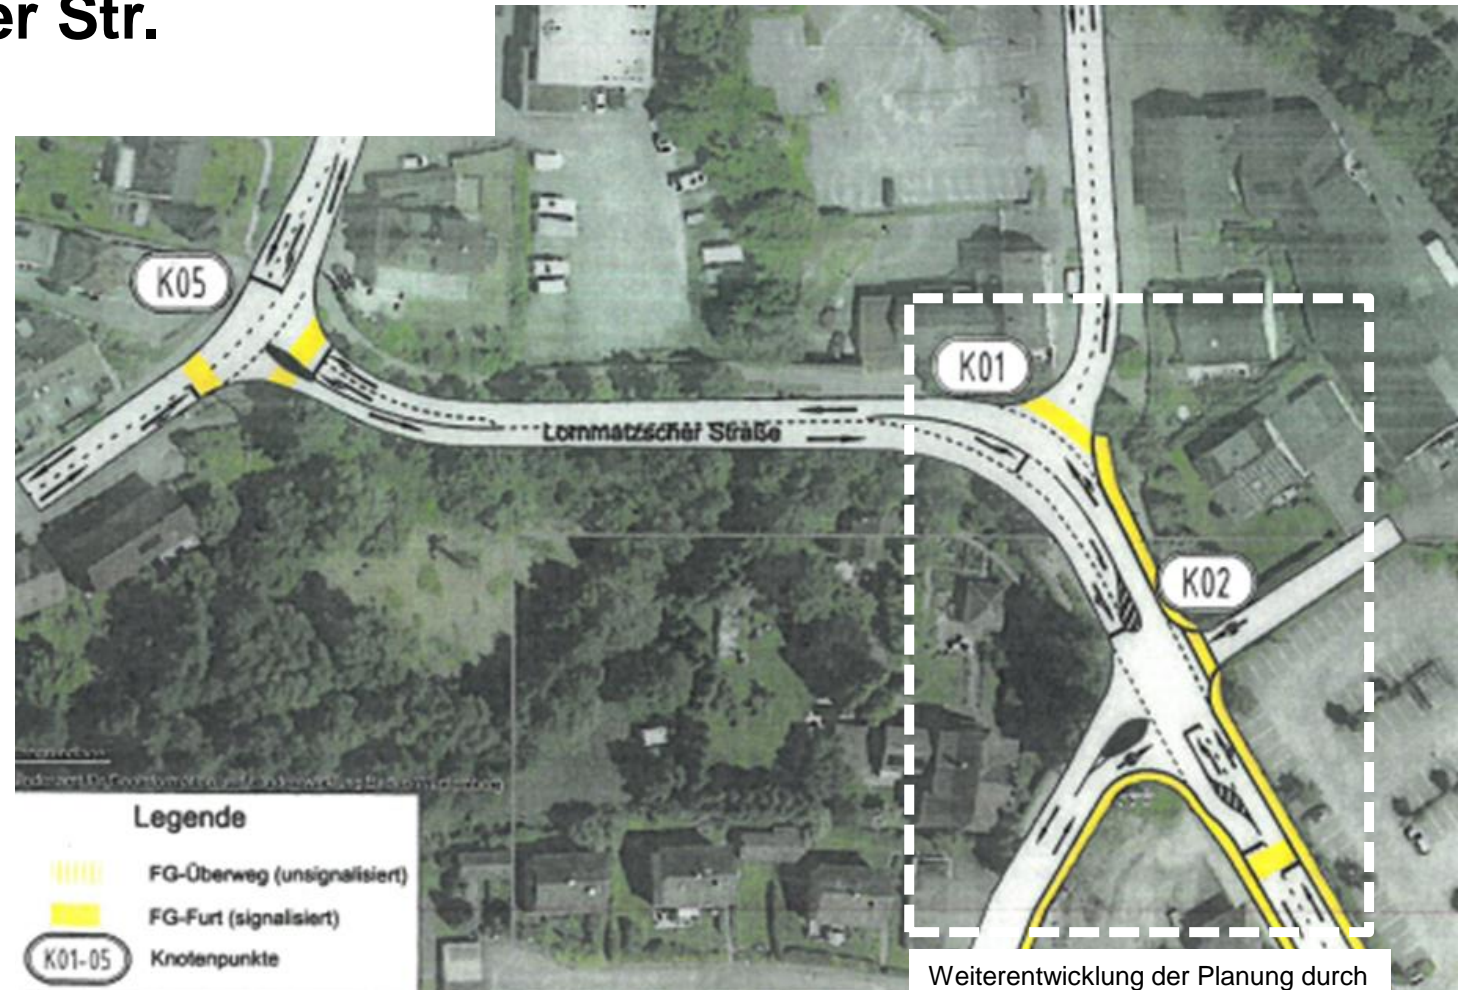 er Str.
K05
K01
Lommatzscher Straße
K02
Legende
FG-Überweg (unsignalisiert)
FG-Furt (signalisiert)
K01-05 Knotenpunkte
Weiterentwicklung der Planung durch